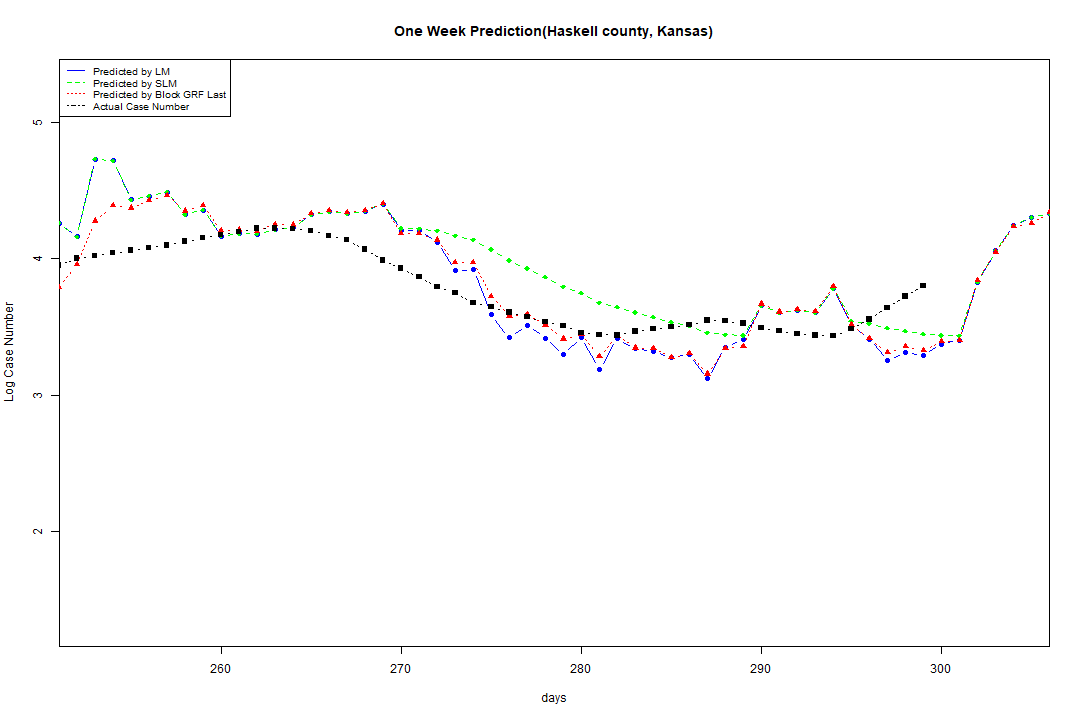 One Week Prediction(Haskell county, Kansas)
Predicted by LM
Predicted by SLM
Predicted by Block GRF Last
Actual Case Number
5
4
3
2
Log Case Number
260 270 280 290 300
days